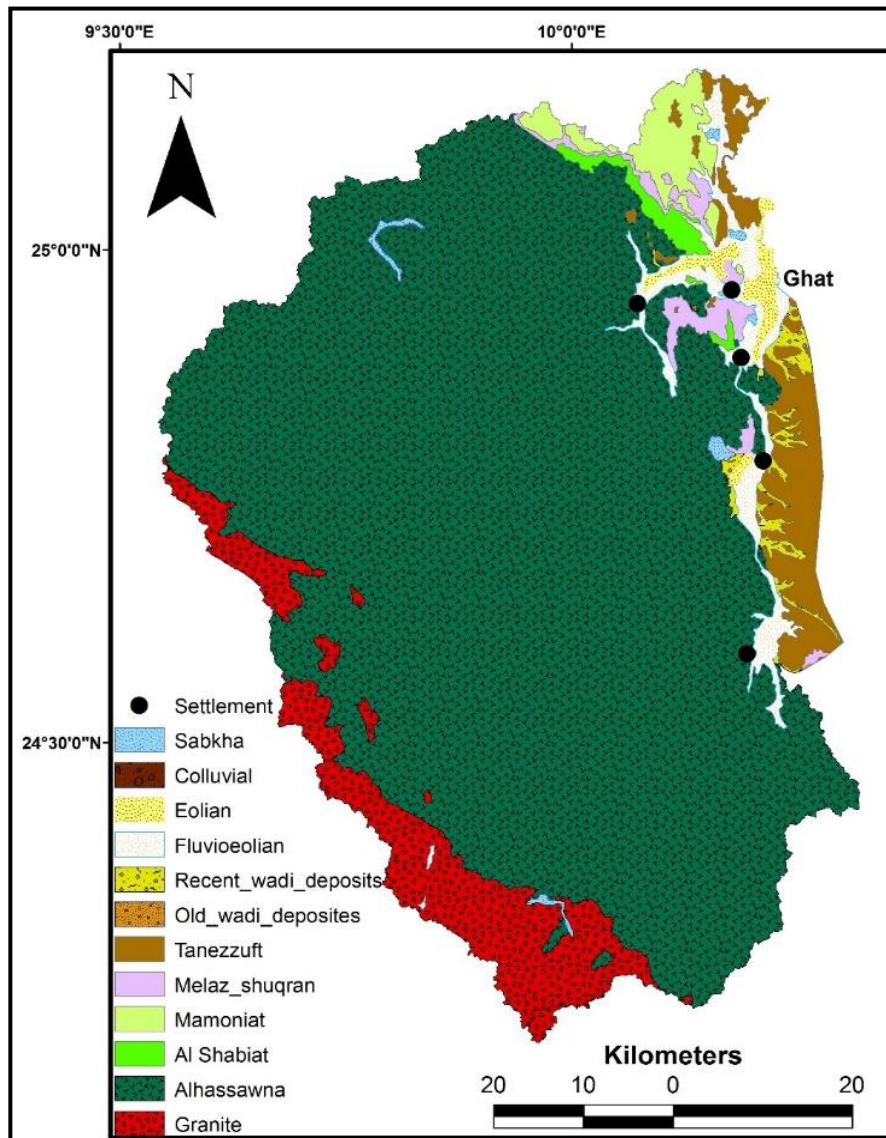 9°30'0"E
10°0'0"E
N
25°0'0"N
Ghat
24°30'0"N
Settlement
Sabkha
Colluvial
Eolian
Fluvioeolian
Recent_wadi_deposits
Old_wadi_deposites
Tanezzuft
Melaz_shuqran
Mamoniat
Al Shabiat
Alhassawna
Granite
Kilometers
20 10 0 20